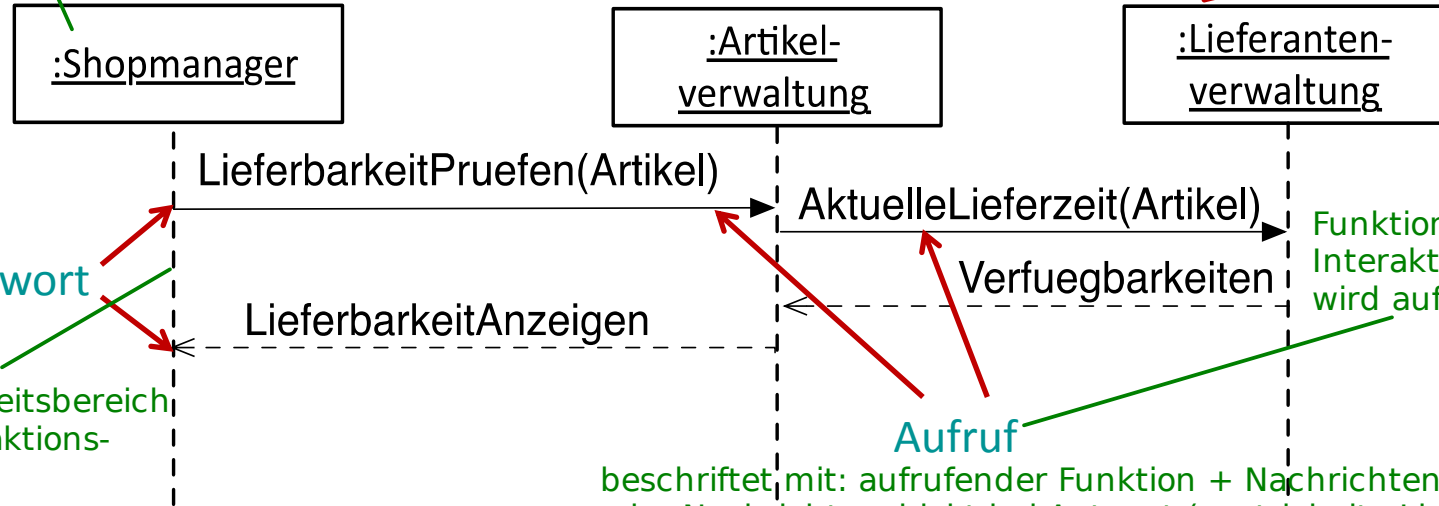 :Shopmanager
:Artikel-
verwaltung
:Lieferanten-
verwaltung
LieferbarkeitPruefen(Artikel)
AktuelleLieferzeit(Artikel)
Funktion
Interakt
wird auf
wort
Verfuegbarkeiten
LieferbarkeitAnzeigen
eitsbereich
ktions-
Aufruf
beschriftet mit: aufrufender Funktion + Nachrichten